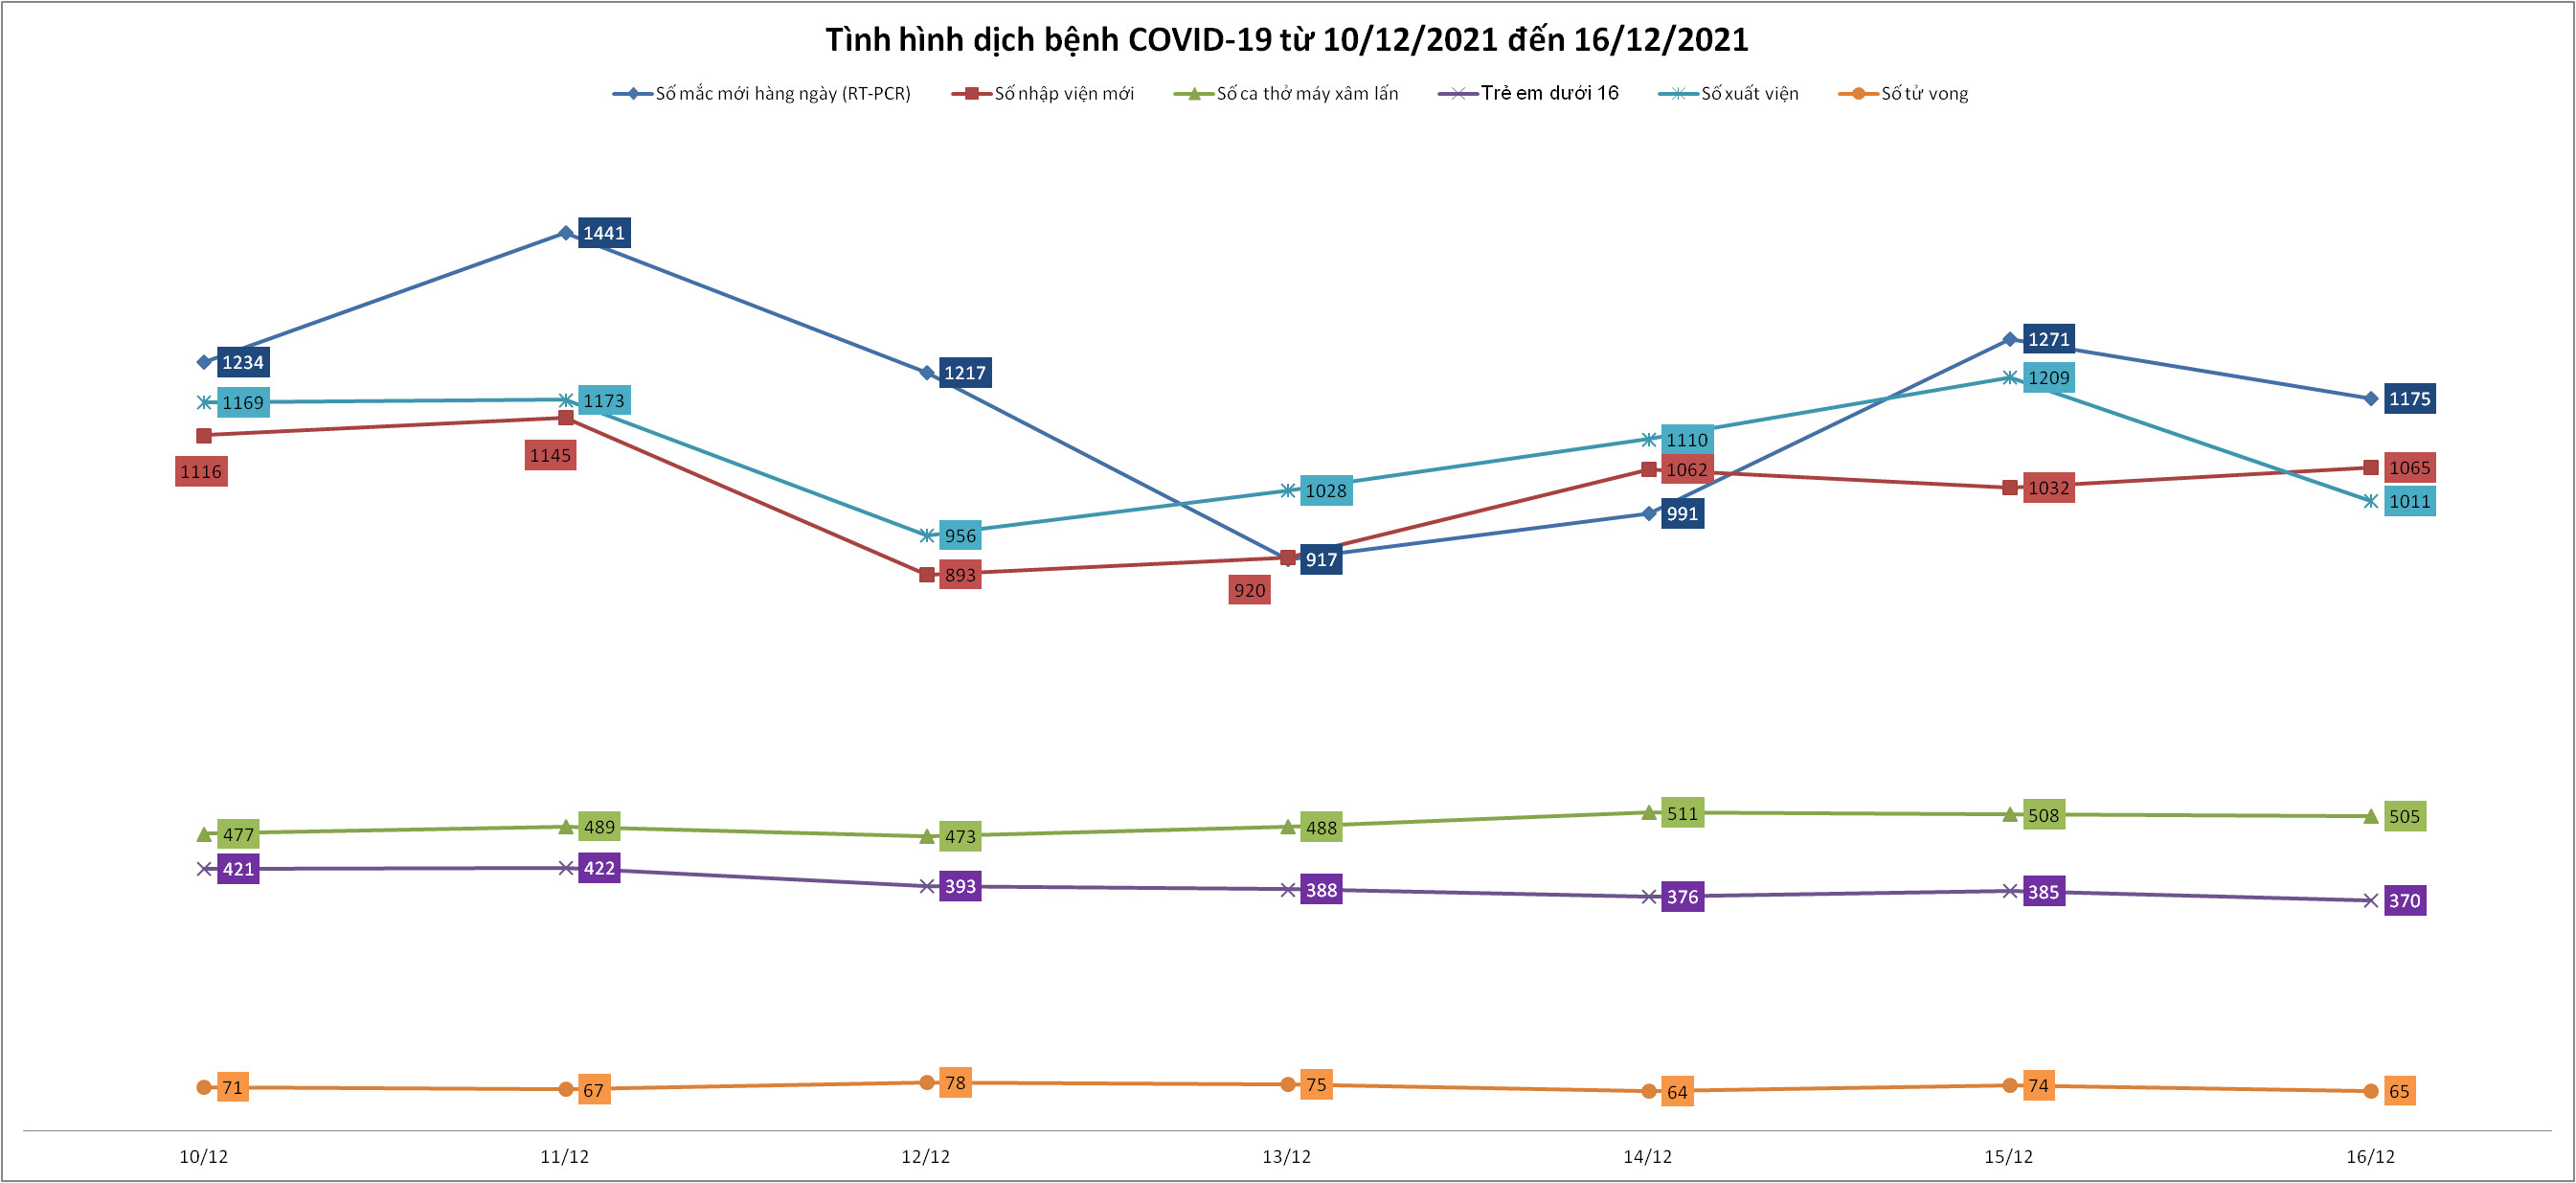 Tình hình dịch bệnh COVID-19 từ 10/12/2021 đến 16/12/2021
Số mắc mới hàng ngày (RT-PCR) Số nhập viện mới Số ca thở máy xâm lấn Trẻ em dưới 16 Số xuất viện Số tử vong
1441
1271
1234 1217
1175
1169 1173 1209
1116 1145 1110
1062 1032 1065
1028 991 1011
956
893 917
920
477 489 473 488 511 508 505
421 422 393 388 376 385 370
71 67 78 75 64 74 65
10/12 11/12 12/12 13/12 14/12 15/12 16/12